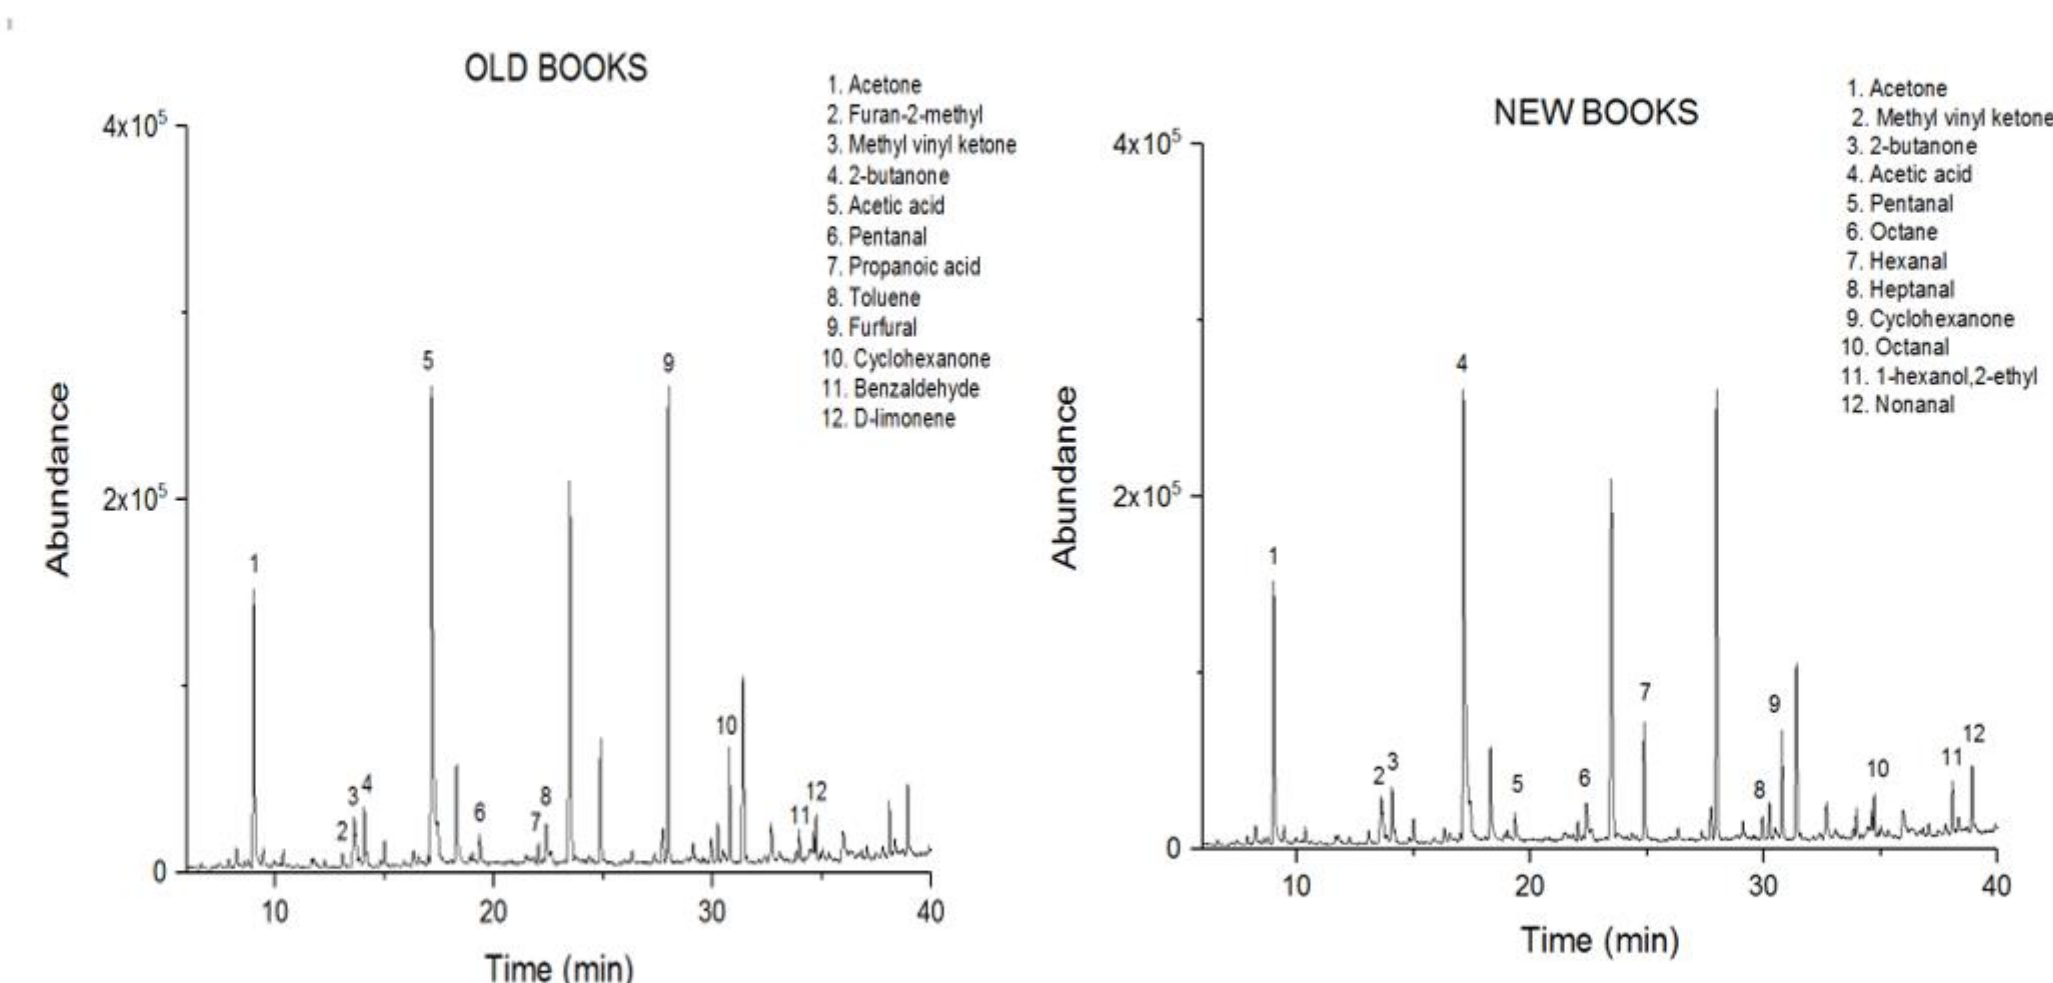 OLD BOOKS
1. Acetone
2. Furan-2-methyl
3. Methyl vinyl ketone
4. 2-butanone
5. Acetic acid
6. Pentanal
7. Propanoic acid
8. Toluene
9. Furfural
10. Cyclohexanone
11. Benzaldehyde
12. D-limonene
4x10⁵
2x10⁵
0
Abundance
1
2
3
4
5
6
7
8
9
10
11
12
10
20
30
40
Time (min)
NEW BOOKS
1. Acetone
2. Methyl vinyl ketone
3. 2-butanone
4. Acetic acid
5. Pentanal
6. Octane
7. Hexanal
8. Heptanal
9. Cyclohexanone
10. Octanal
11. 1-hexanol,2-ethyl
12. Nonanal
4x10⁵
2x10⁵
0
Abundance
1
2
3
4
5
6
7
8
9
10
11
12
10
20
30
40
Time (min)